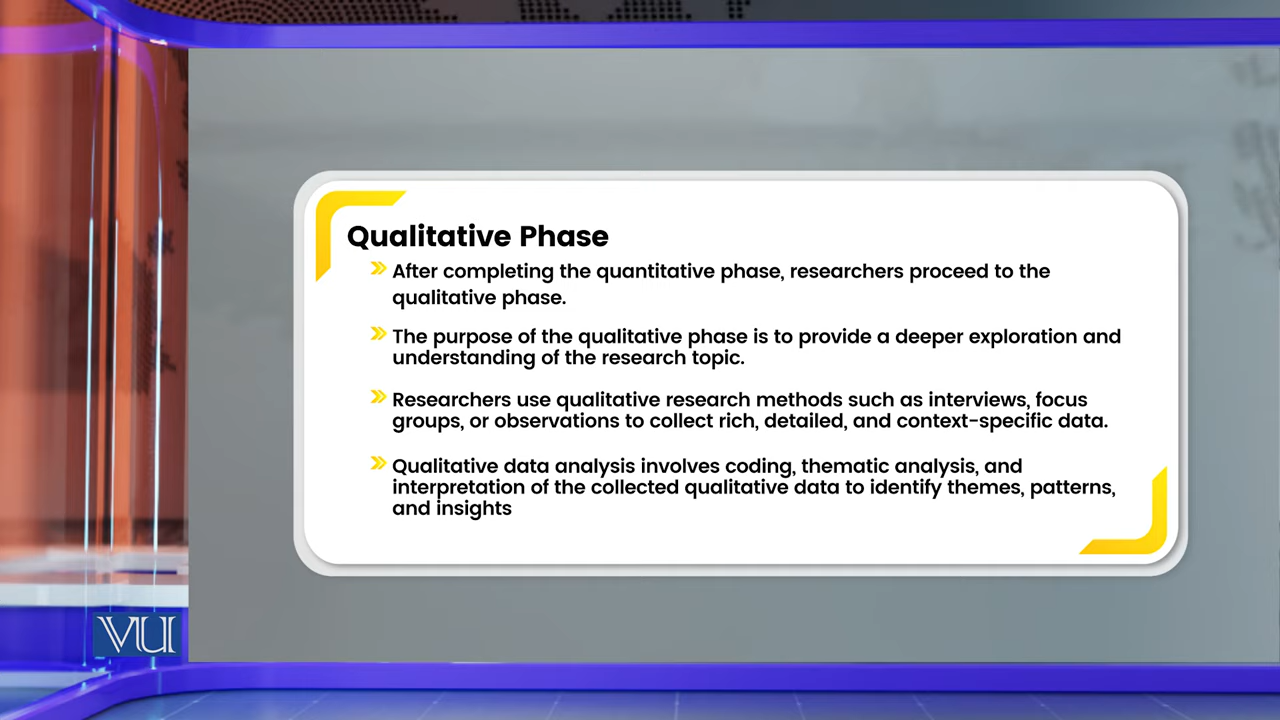 Qualitative Phase
After completing the quantitative phase, researchers proceed to the
qualitative phase.
The purpose of the qualitative phase is to provide a deeper exploration and
understanding of the research topic.
Researchers use qualitative research methods such as interviews, focus
groups, or observations to collect rich, detailed, and context-specific data.
Qualitative data analysis involves coding, thematic analysis, and
interpretation of the collected qualitative data to identify themes, patterns,
and insights
VU